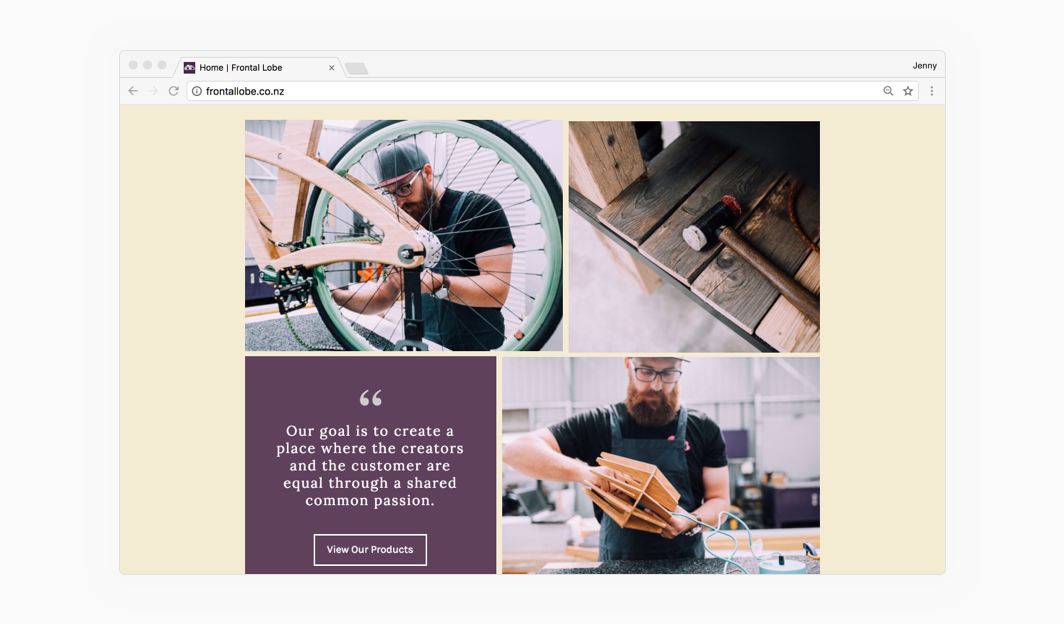 Home | Frontal Lobe
Jenny
frontallobe.co.nz
“
Our goal is to create a
place where the creators
and the customer are
equal through a shared
common passion.
View Our Products